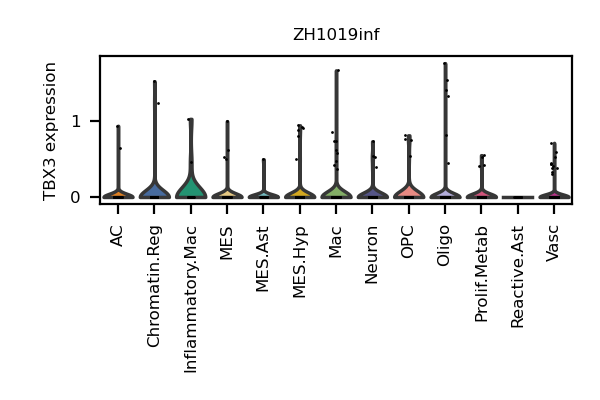 ZH1019inf
TBX3 expression
1
0
AC
Chromatin.Reg
Inflammatory.Mac
MES
MES.Ast
MES.Hyp
Mac
Neuron
OPC
Oligo
Prolif.Metab
Reactive.Ast
Vasc